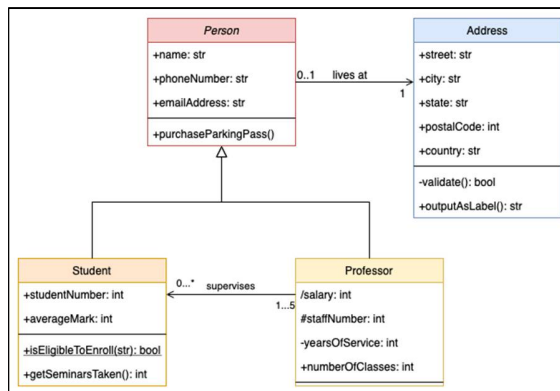 Person
+name: str
+phoneNumber: str
+emailAddress: str
+purchaseParkingPass()
0..1 lives at
1
Address
+street: str
+city: str
+state: str
+postalCode: int
+country: str
-validate(): bool
+outputAsLabel(): str
Student
+studentNumber: int
+averageMark: int
+isEligibleToEnroll(str): bool
+getSeminarsTaken(): int
0...* supervises
1...5
Professor
/salary: int
#staffNumber: int
-yearsOfService: int
+numberOfClasses: int